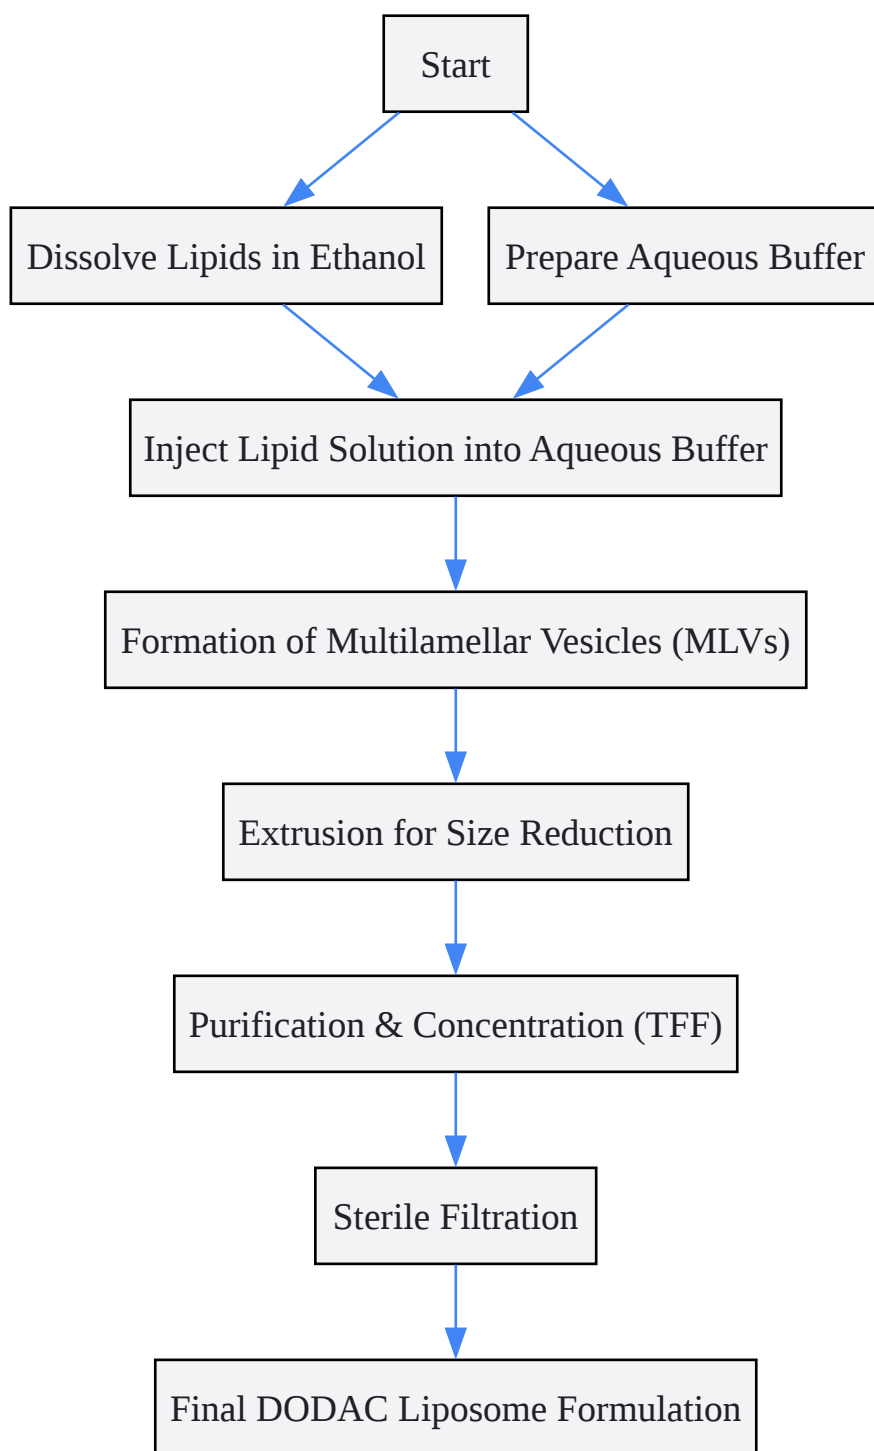 Start
Dissolve Lipids in Ethanol
Prepare Aqueous Buffer
Inject Lipid Solution into Aqueous Buffer
Formation of Multilamellar Vesicles (MLVs)
Extrusion for Size Reduction
Purification & Concentration (TFF)
Sterile Filtration
Final DODAC Liposome Formulation